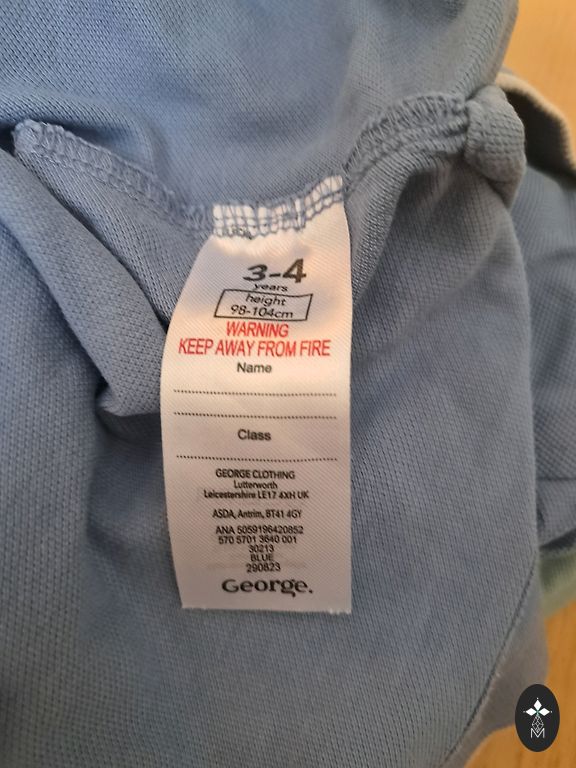 3-4
years
height
98-104cm
WARNING
KEEP AWAY FROM FIRE
Name
Class
GEORGE CLOTHING
Lutterworth
Leicestershire LE17 4XH UK
ASDA, Antrim, BT41 4GY
ANA 5059196420852
570 5701 3640 001
30213
BLUE
290823
George.
M